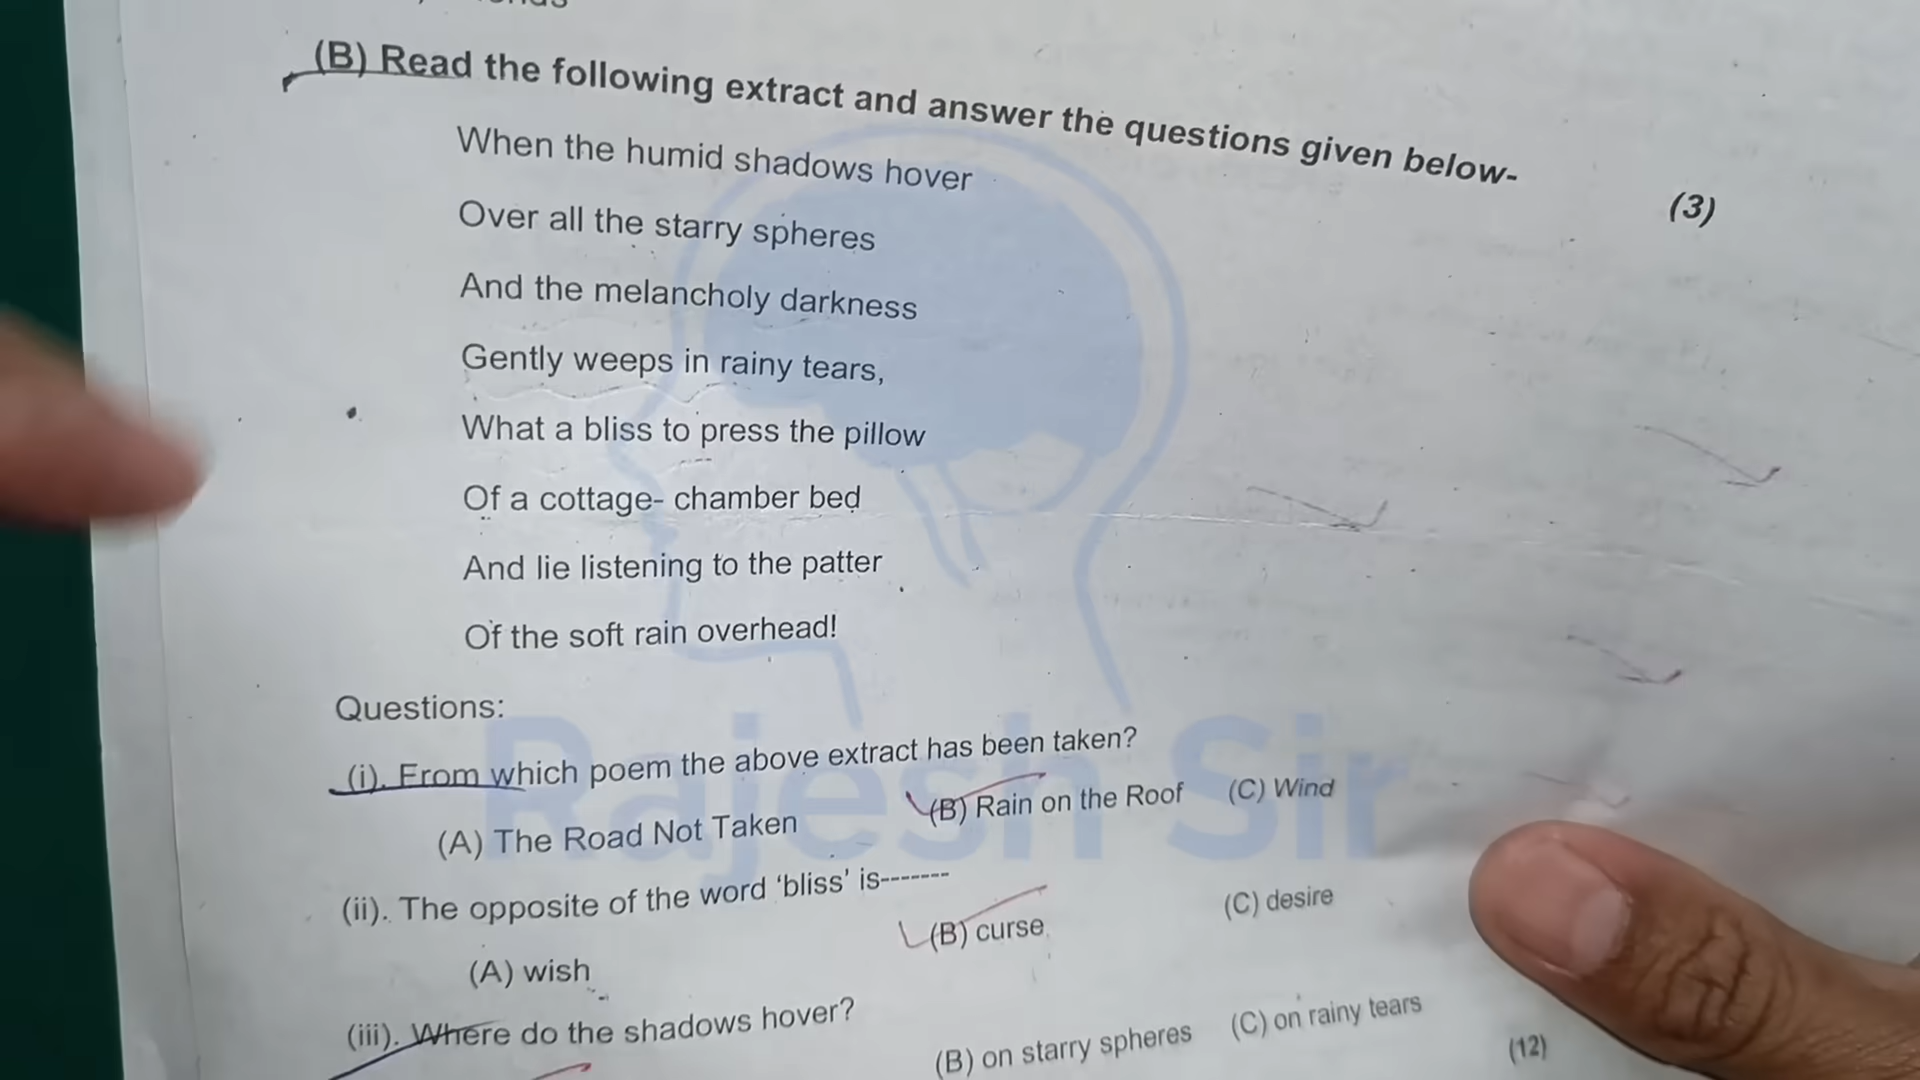 (B) Read the following extract and answer the questions given below-
(3)
When the humid shadows hover
Over all the starry spheres
And the melancholy darkness
Gently weeps in rainy tears,
What a bliss to press the pillow
Of a cottage- chamber bed
And lie listening to the patter
Of the soft rain overhead!
Questions:
(i). From which poem the above extract has been taken?
(A) The Road Not Taken (B) Rain on the Roof (C) Wind
(ii). The opposite of the word ‘bliss’ is-------
(A) wish (B) curse (C) desire
(iii). Where do the shadows hover?
(B) on starry spheres (C) on rainy tears
(12)
Rajesh Sir